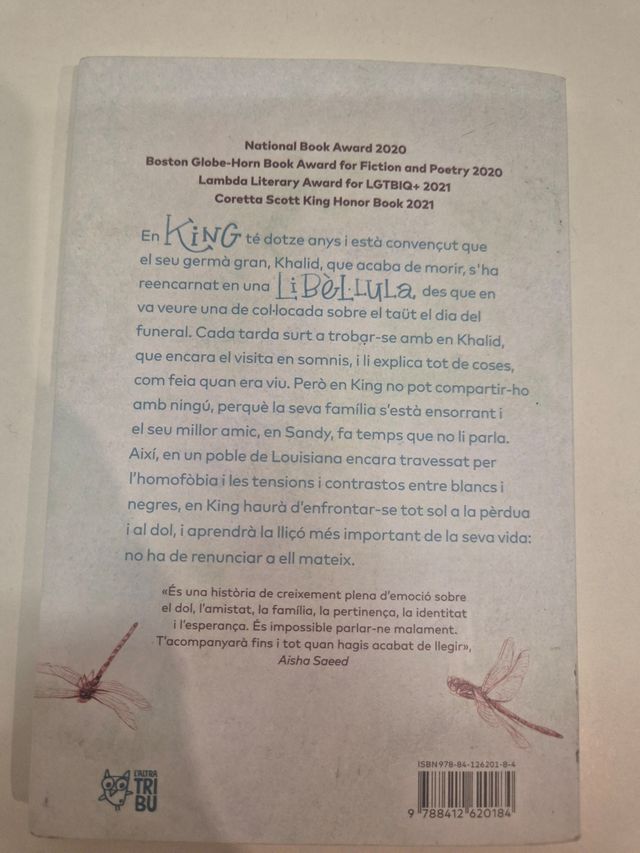 National Book Award 2020
Boston Globe-Horn Book Award for Fiction and Poetry 2020
Lambda Literary Award for LGTBIQ+ 2021
Coretta Scott King Honor Book 2021
En KING té dotze anys i està convençut que
el seu germà gran, Khalid, que acaba de morir, s'ha
reencarnat en una LiBÈL·LULA, des que en
va veure una de col·locada sobre el taüt el dia del
funeral. Cada tarda surt a trobar-se amb en Khalid,
que encara el visita en somnis, i li explica tot de coses,
com feia quan era viu. Però en King no pot compartir-ho
amb ningú, perquè la seva família s'està ensorrant i
el seu millor amic, en Sandy, fa temps que no li parla.
Així, en un poble de Louisiana encara travessat per
l'homofòbia i les tensions i contrastos entre blancs i
negres, en King haurà d'enfrontar-se tot sol a la pèrdua
i al dol, i aprendrà la lliçó més important de la seva vida:
no ha de renunciar a ell mateix.
«És una història de creixement plena d'emoció sobre
el dol, l'amistat, la família, la pertinença, la identitat
i l'esperança. És impossible parlar-ne malament.
T'acompanyarà fins i tot quan hagis acabat de llegir»,
Aisha Saeed
L'ALTRA
TRI
BU
ISBN 978-84-126201-8-4
9 788412 620184